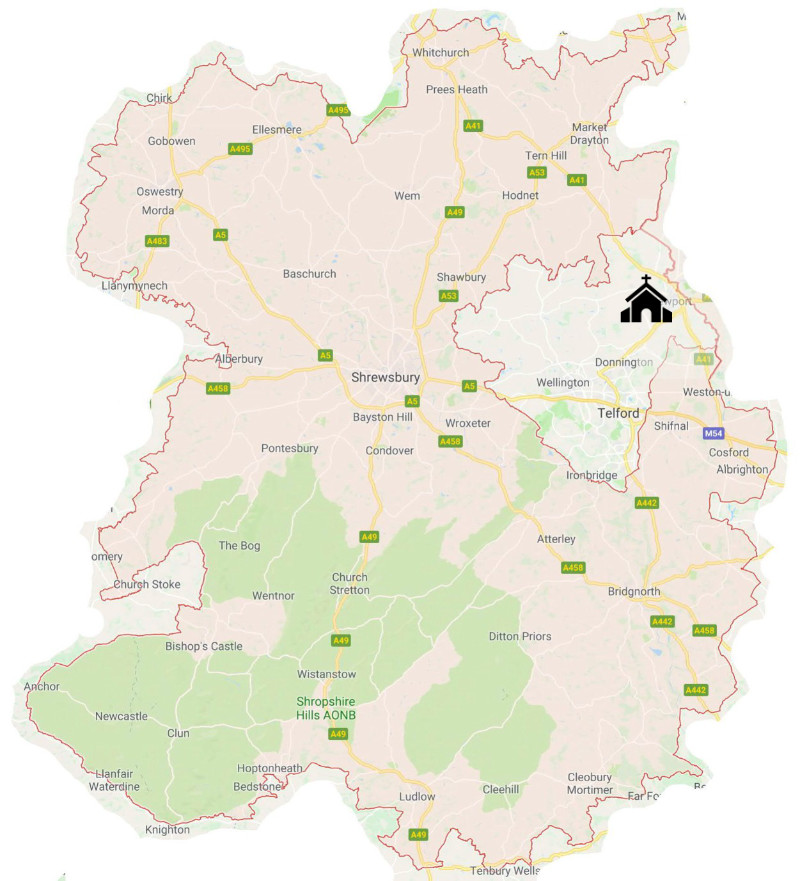 M
Whitchurch
Prees Heath
Chirk
A495
A41
Ellesmere
Market
Drayton
Gobowen
A495
Tern Hill
A53
A41
Oswestry
Wem
Hodnet
Morda
A49
A5
A483
Baschurch
Shawbury
Llanymynech
A53
wport
Alberbury
A5
A41
Donnington
Shrewsbury
Wellington
A458
A5
Weston-u
A5
Bayston Hill
Telford
Wroxeter
Shifnal
M54
A458
Pontesbury
Condover
Cosford
Albrighton
Ironbridge
A442
A49
The Bog
Atterley
omery
A458
Church Stoke
Church
Stretton
Wentnor
Bridgnorth
A442
A458
A49
Ditton Priors
Bishop's Castle
Wistanstow
Anchor
A442
Shropshire
Hills AONB
Newcastle
Clun
A49
Hoptonheath
Llanfair
Waterdine
Bedstone
Cleobury
Mortimer
Cleehill
Ludlow
Far Fo
Knighton
A49
Tenbury Wells